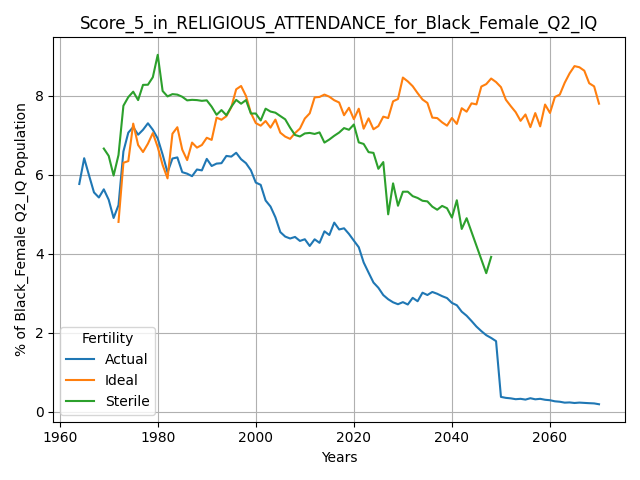 Score_5_in_RELIGIOUS_ATTENDANCE_for_Black_Female_Q2_IQ
% of Black_Female Q2_IQ Population
8
6
4
2
0
Fertility
Actual
Ideal
Sterile
1960 1980 2000 2020 2040 2060
Years